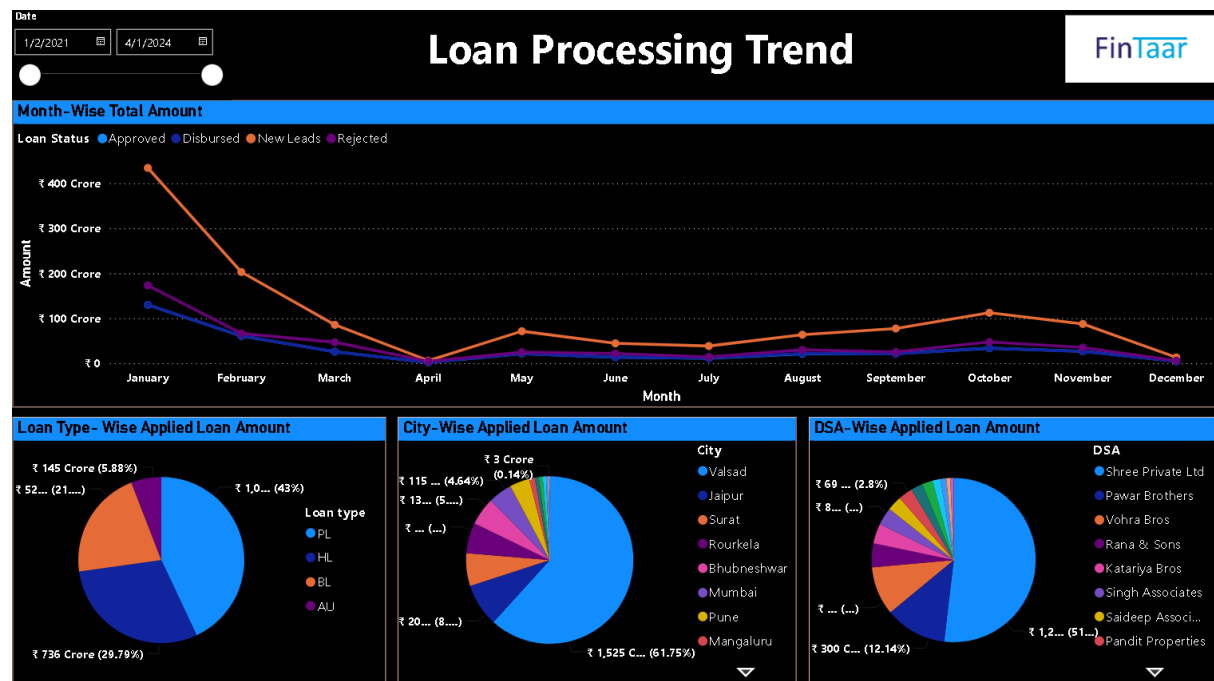 Date
1/2/2021 4/1/2024
Loan Processing Trend
FinTaar
Month-Wise Total Amount
Loan Status Approved Disbursed New Leads Rejected
₹ 400 Crore
₹ 300 Crore
₹ 200 Crore
₹ 100 Crore
₹ 0
Amount
January February March April May June July August September October November December
Month
Loan Type- Wise Applied Loan Amount
₹ 145 Crore (5.88%)
₹ 52... (21....)
₹ 1,0... (43%)
₹ 736 Crore (29.79%)
Loan type
PL
HL
BL
AU
City-Wise Applied Loan Amount
₹ 3 Crore
(0.14%)
₹ 115 ... (4.64%)
₹ 13... (5....)
₹ ... (...)
₹ 20... (8....)
₹ 1,525 C... (61.75%)
City
Valsad
Jaipur
Surat
Rourkela
Bhubneshwar
Mumbai
Pune
Mangaluru
DSA-Wise Applied Loan Amount
₹ 69 ... (2.8%)
₹ 8... (...)
₹ ... (...)
₹ 300 C... (12.14%)
₹ 1,2... (51...)
DSA
Shree Private Ltd
Pawar Brothers
Vohra Bros
Rana & Sons
Katariya Bros
Singh Associates
Saideep Associ...
Pandit Properties